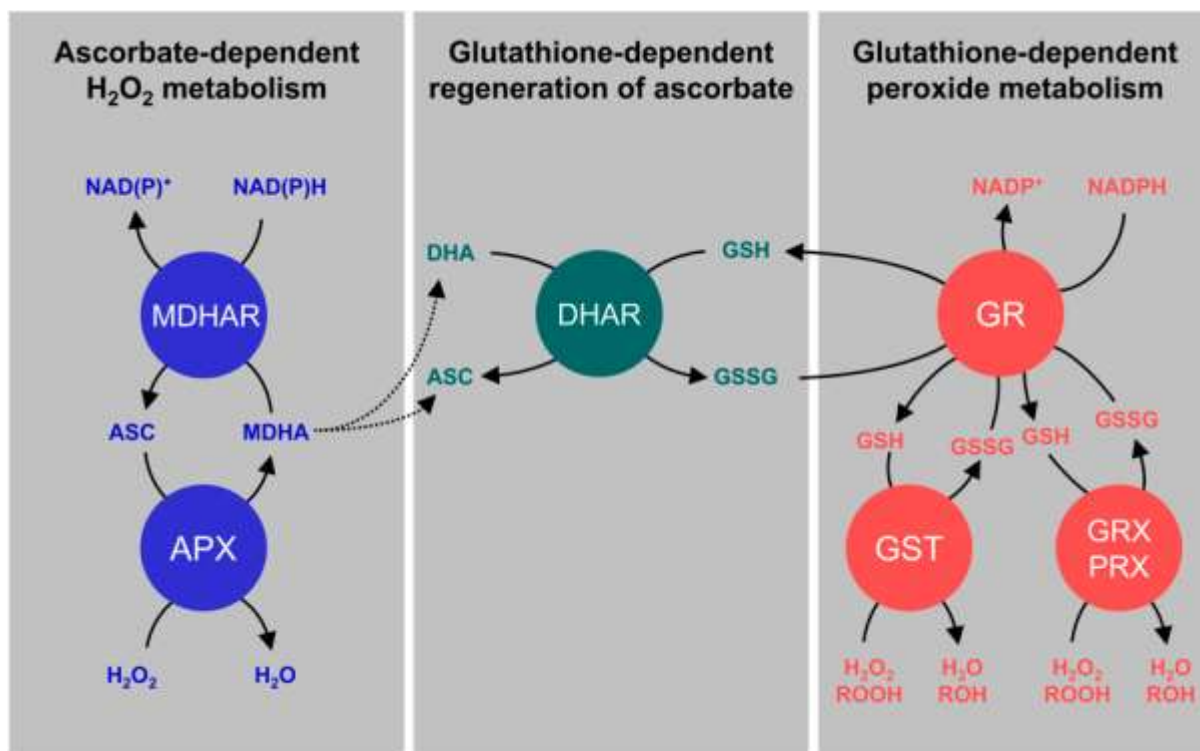 Ascorbate-dependent
H₂O₂ metabolism
NAD(P)⁺ NAD(P)H
MDHAR
ASC MDHA
APX
H₂O₂ H₂O
Glutathione-dependent
regeneration of ascorbate
DHA GSH
DHAR
ASC GSSG
Glutathione-dependent
peroxide metabolism
NADP⁺ NADPH
GR
GSSG
GSH GSSG GSH
GST
GRX
PRX
H₂O₂ H₂O H₂O₂ H₂O
ROOH ROH ROOH ROH